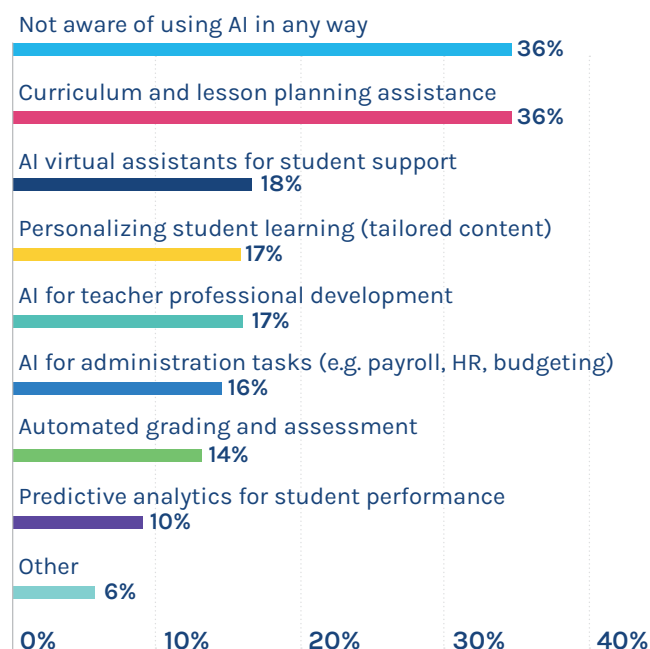 Not aware of using AI in any way
36%
Curriculum and lesson planning assistance
36%
AI virtual assistants for student support
18%
Personalizing student learning (tailored content)
17%
AI for teacher professional development
17%
AI for administration tasks (e.g. payroll, HR, budgeting)
16%
Automated grading and assessment
14%
Predictive analytics for student performance
10%
Other
6%
0% 10% 20% 30% 40%